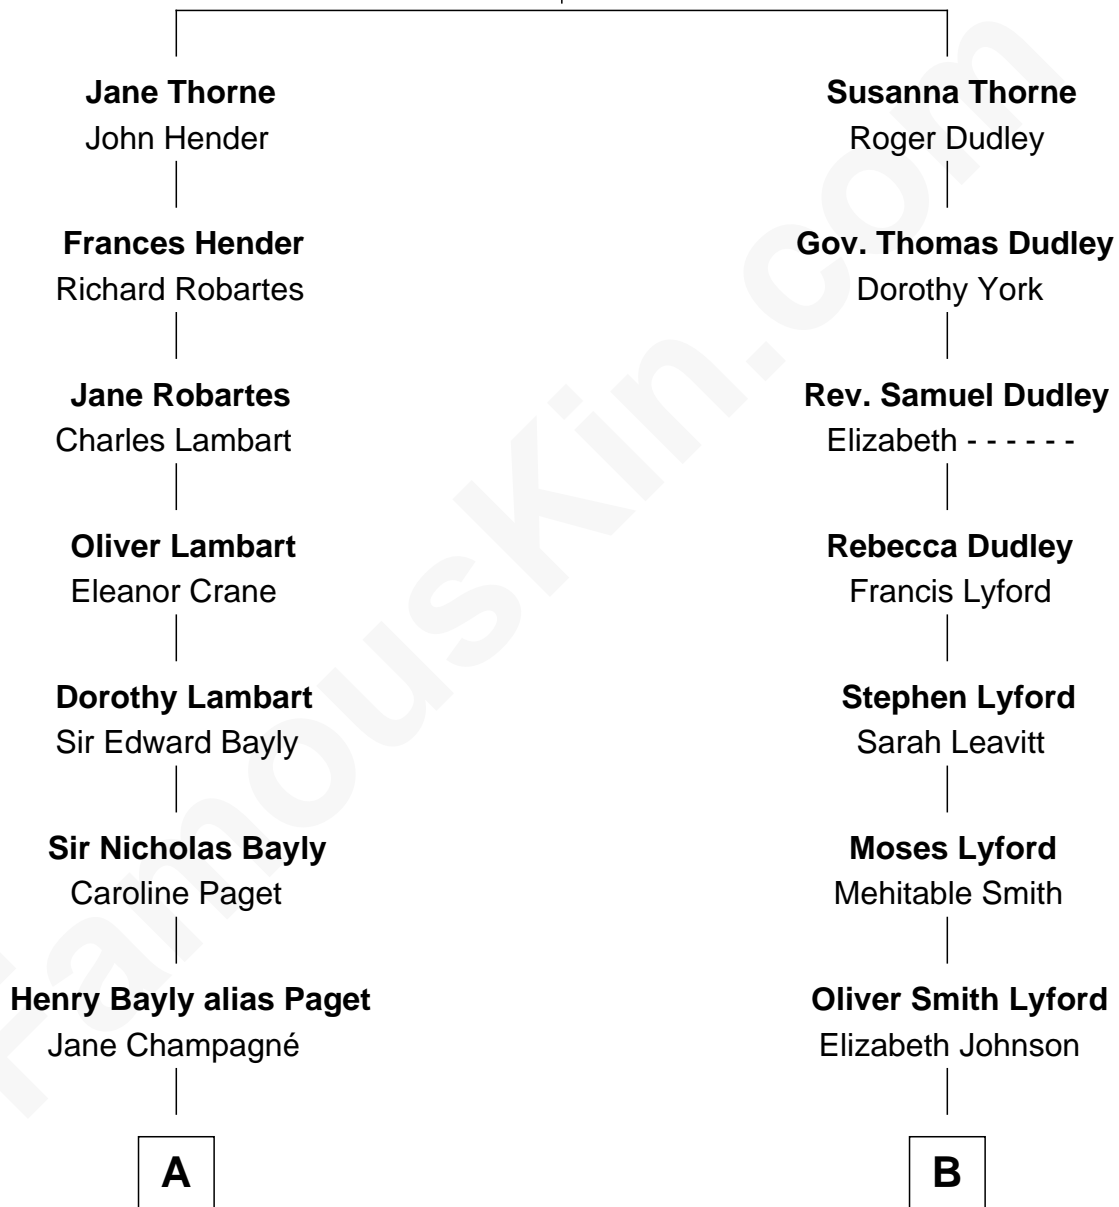 Jane Thorne
John Hender
Frances Hender
Richard Robartes
Jane Robartes
Charles Lambart
Oliver Lambart
Eleanor Crane
Dorothy Lambart
Sir Edward Bayly
Sir Nicholas Bayly
Caroline Paget
Henry Bayly alias Paget
Jane Champagné
A
Susanna Thorne
Roger Dudley
Gov. Thomas Dudley
Dorothy York
Rev. Samuel Dudley
Elizabeth - - - - - -
Rebecca Dudley
Francis Lyford
Stephen Lyford
Sarah Leavitt
Moses Lyford
Mehitable Smith
Oliver Smith Lyford
Elizabeth Johnson
B
FamousKin.com